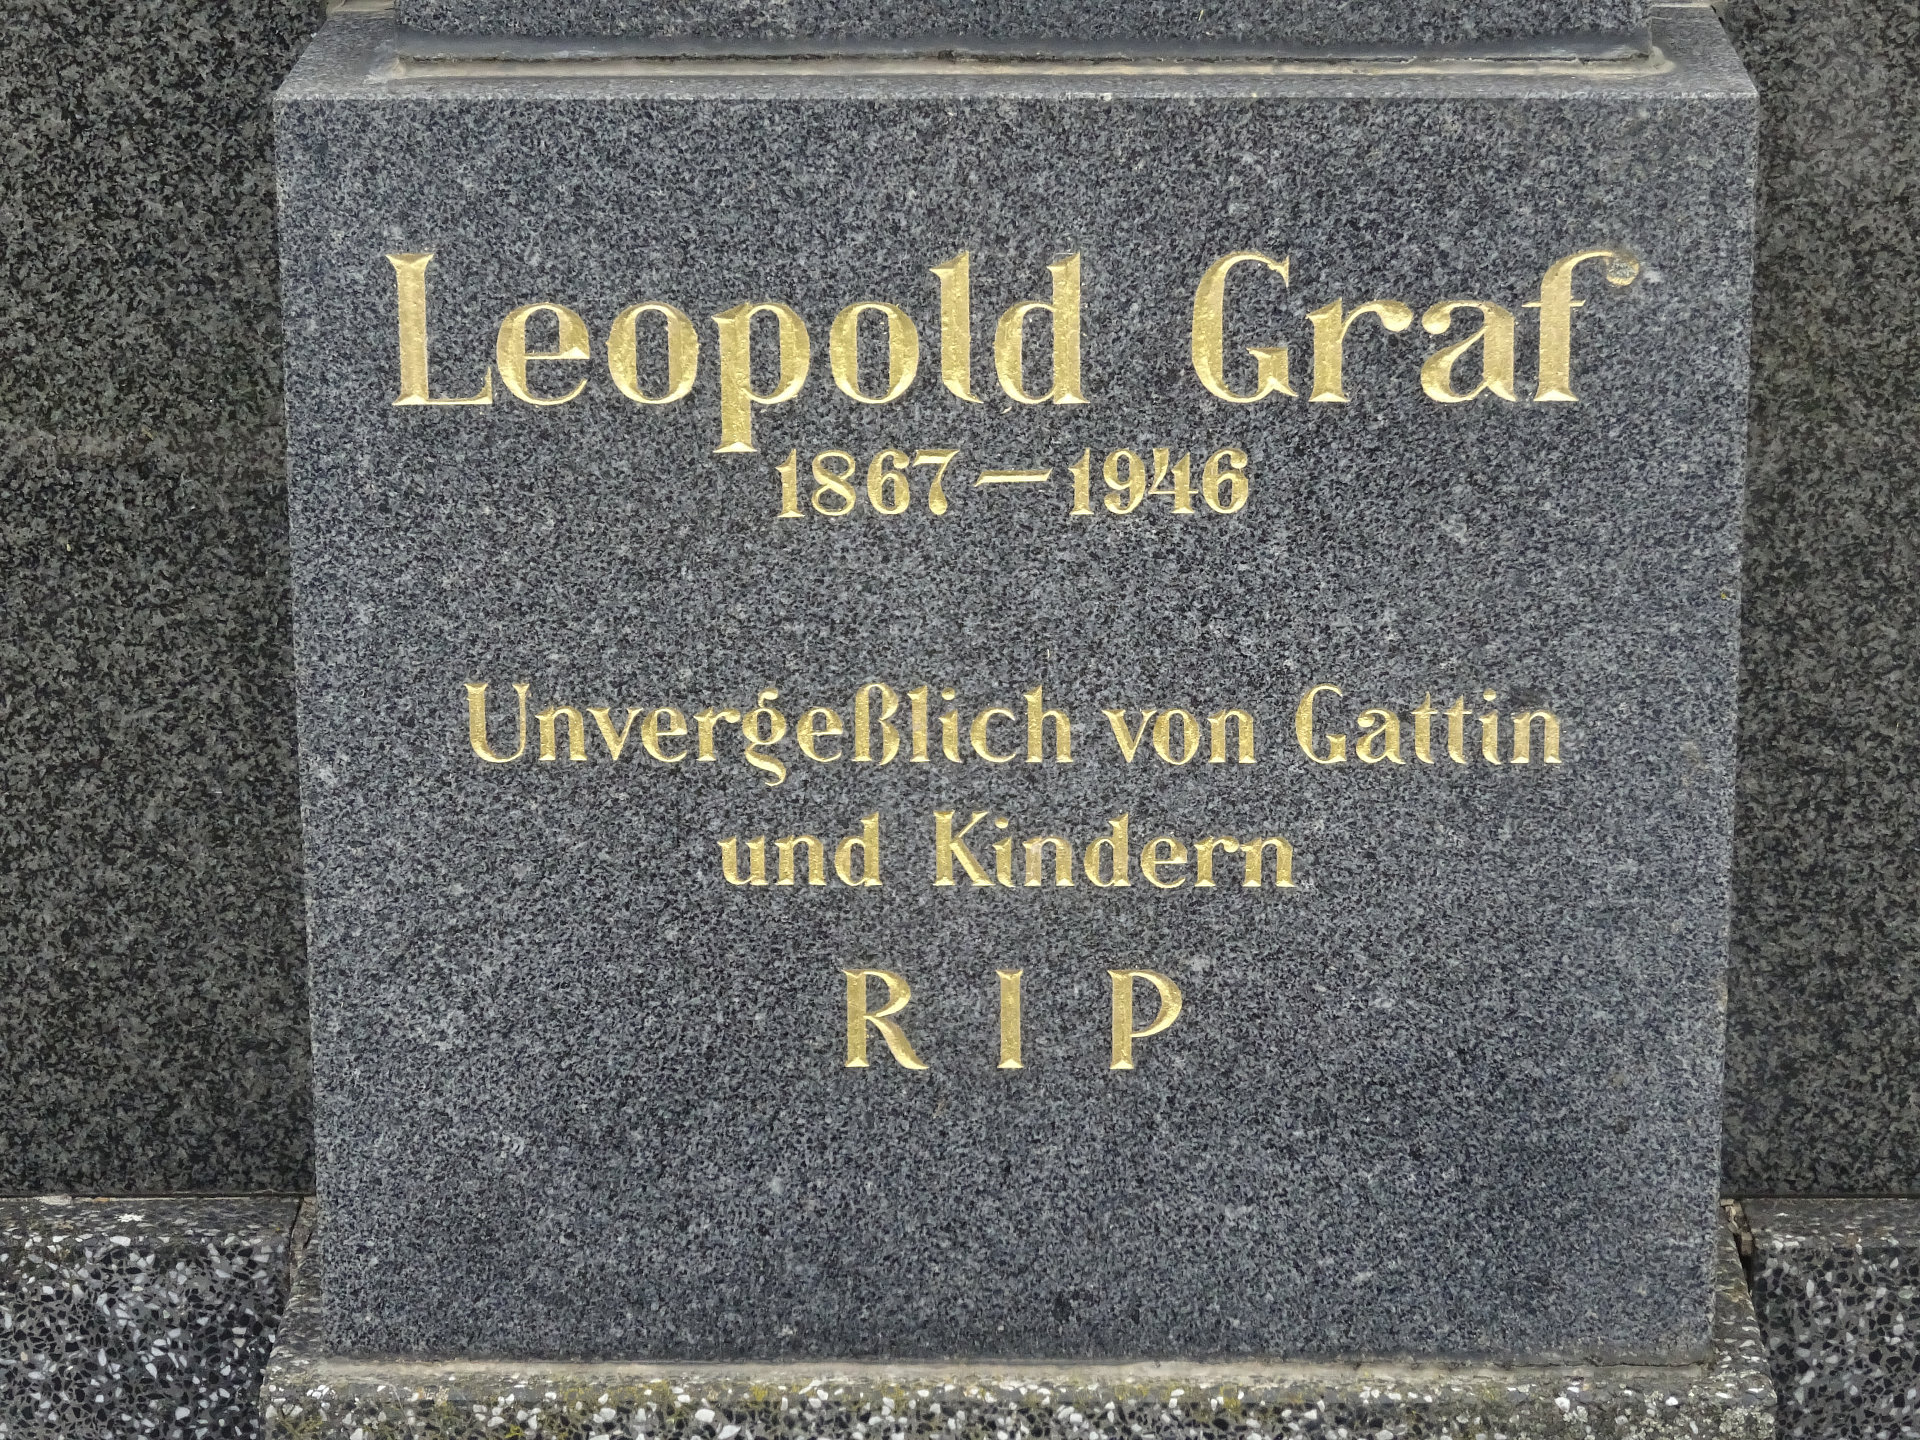 Leopold Graf
1867 – 1946
Unvergeßlich von Gattin
und Kindern
R I P